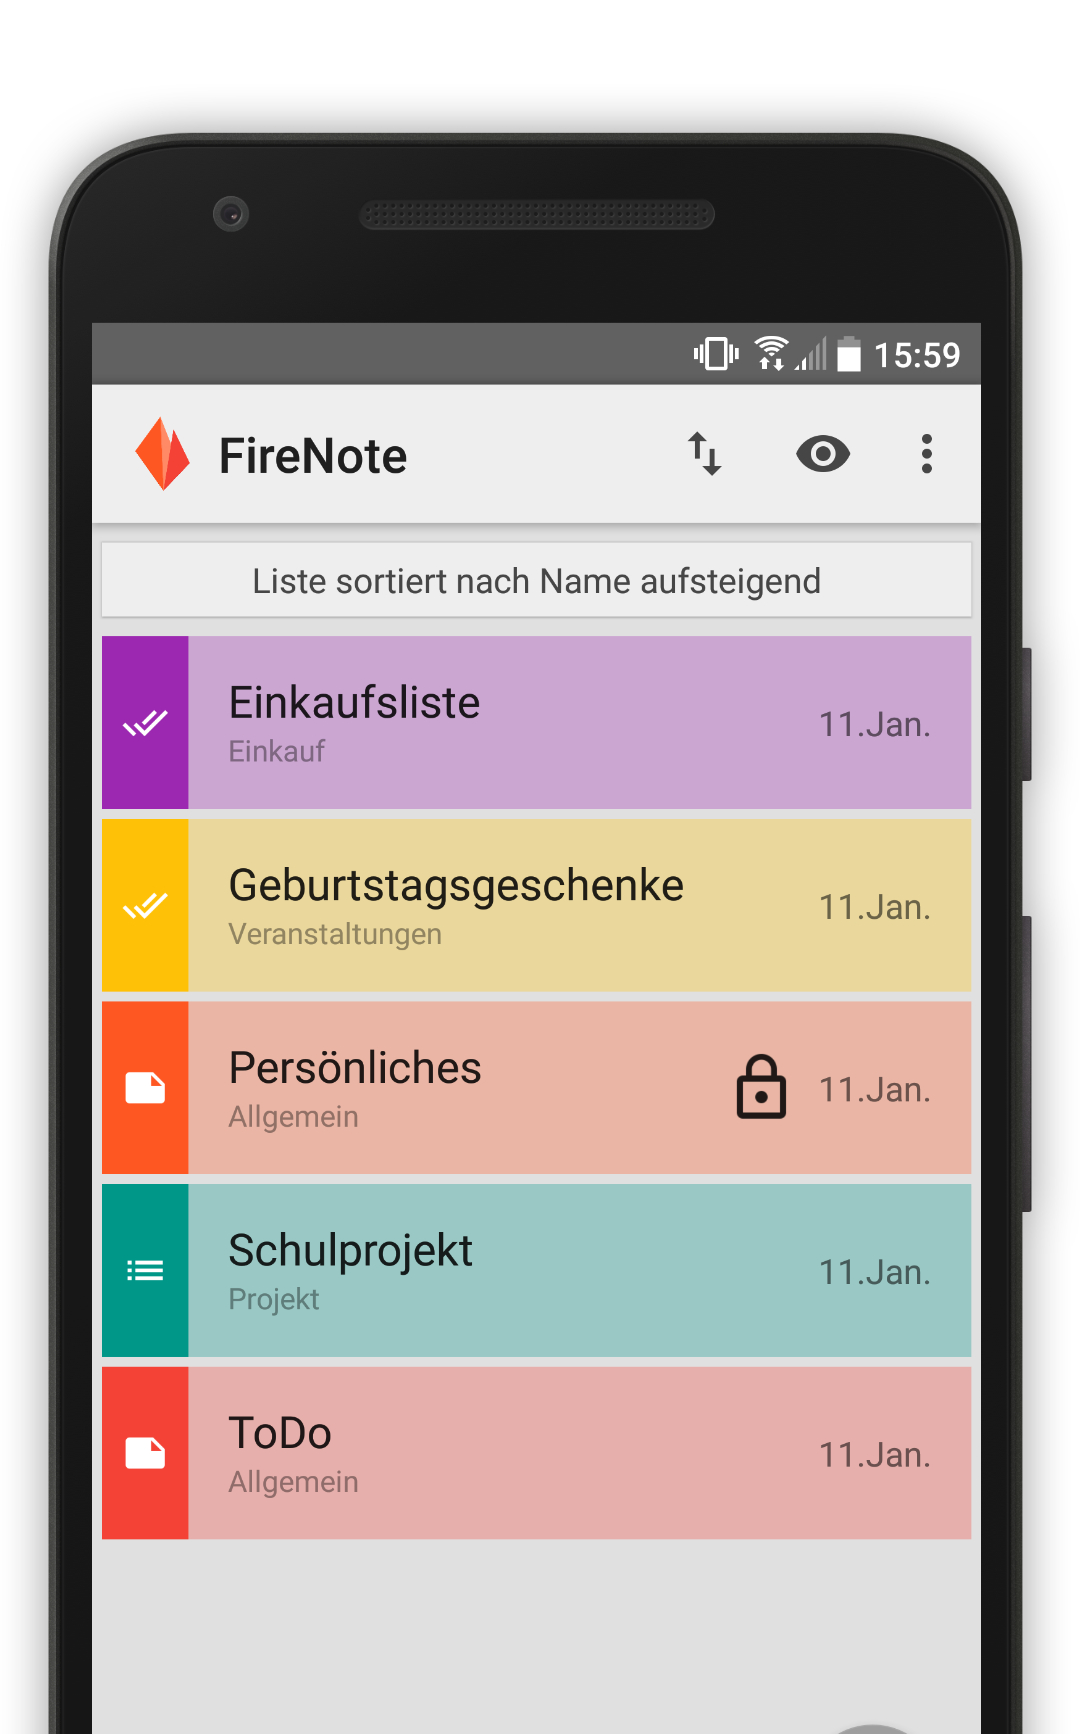 15:59
FireNote
Liste sortiert nach Name aufsteigend
Einkaufsliste
Einkauf
11.Jan.
Geburtstagsgeschenke
Veranstaltungen
11.Jan.
Persönliches
Allgemein
11.Jan.
Schulprojekt
Projekt
11.Jan.
ToDo
Allgemein
11.Jan.